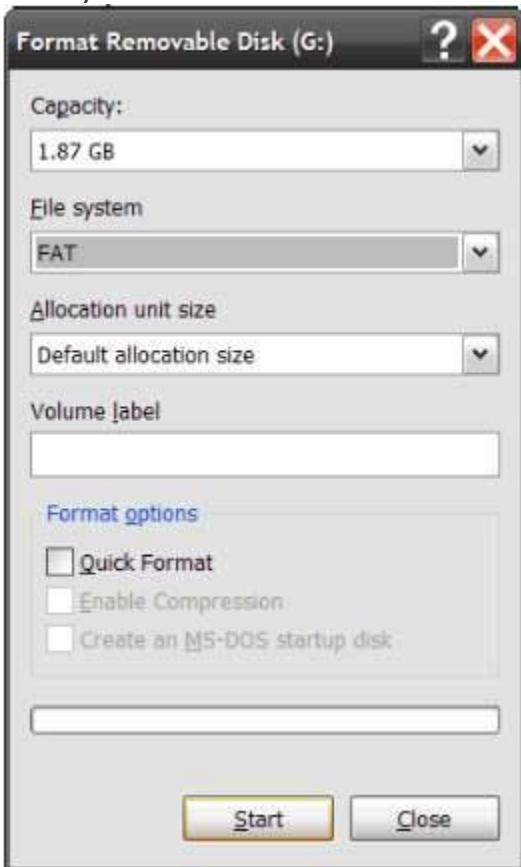 Format Removable Disk (G:)
Capacity:
1.87 GB
File system
FAT
Allocation unit size
Default allocation size
Volume label
Format options
Quick Format
Enable Compression
Create an MS-DOS startup disk
Start
Close